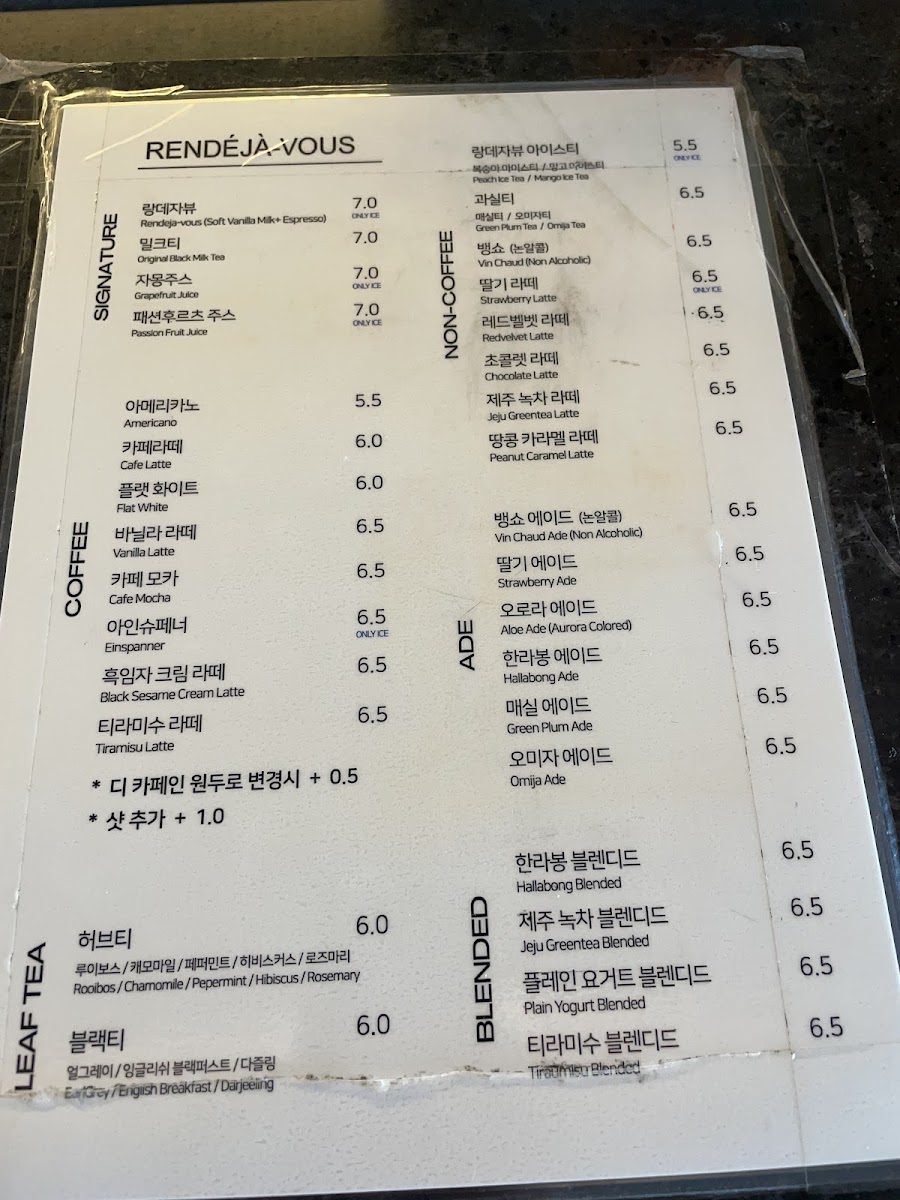 RENDÉJÀ-VOUS
SIGNATURE
랑데자뷰 7.0
Rendeja-vous (Soft Vanilla Milk+ Espresso) ONLY ICE
밀크티 7.0
Original Black Milk Tea
자몽주스 7.0
Grapefruit Juice ONLY ICE
패션후르츠 주스 7.0
Passion Fruit Juice ONLY ICE
COFFEE
아메리카노 5.5
Americano
카페라떼 6.0
Cafe Latte
플랫 화이트 6.0
Flat White
바닐라 라떼 6.5
Vanilla Latte
카페 모카 6.5
Cafe Mocha
아인슈페너 6.5
Einspanner ONLY ICE
흑임자 크림 라떼 6.5
Black Sesame Cream Latte
티라미수 라떼 6.5
Tiramisu Latte
* 디 카페인 원두로 변경시 + 0.5
* 샷 추가 + 1.0
LEAF TEA
허브티 6.0
루이보스 / 캐모마일 / 페퍼민트 / 히비스커스 / 로즈마리
Rooibos / Chamomile / Pepermint / Hibiscus / Rosemary
블랙티 6.0
얼그레이 / 잉글리쉬 블랙퍼스트 / 다즐링
EarlGrey / English Breakfast / Darjeeling
NON-COFFEE
랑데자뷰 아이스티 5.5
복숭아 아이스티 / 망고 아이스티 ONLY ICE
Peach Ice Tea / Mango Ice Tea
과실티 6.5
매실티 / 오미자티
Green Plum Tea / Omija Tea
뱅쇼 (논알콜) 6.5
Vin Chaud (Non Alcoholic)
딸기 라떼 6.5
Strawberry Latte ONLY ICE
레드벨벳 라떼 6.5
Redvelvet Latte
초콜렛 라떼 6.5
Chocolate Latte
제주 녹차 라떼 6.5
Jeju Greentea Latte
땅콩 카라멜 라떼 6.5
Peanut Caramel Latte
ADE
뱅쇼 에이드 (논알콜) 6.5
Vin Chaud Ade (Non Alcoholic)
딸기 에이드 6.5
Strawberry Ade
오로라 에이드 6.5
Aloe Ade (Aurora Colored)
한라봉 에이드 6.5
Hallabong Ade
매실 에이드 6.5
Green Plum Ade
오미자 에이드 6.5
Omija Ade
BLENDED
한라봉 블렌디드 6.5
Hallabong Blended
제주 녹차 블렌디드 6.5
Jeju Greentea Blended
플레인 요거트 블렌디드 6.5
Plain Yogurt Blended
티라미수 블렌디드 6.5
Tiraumisu Blended